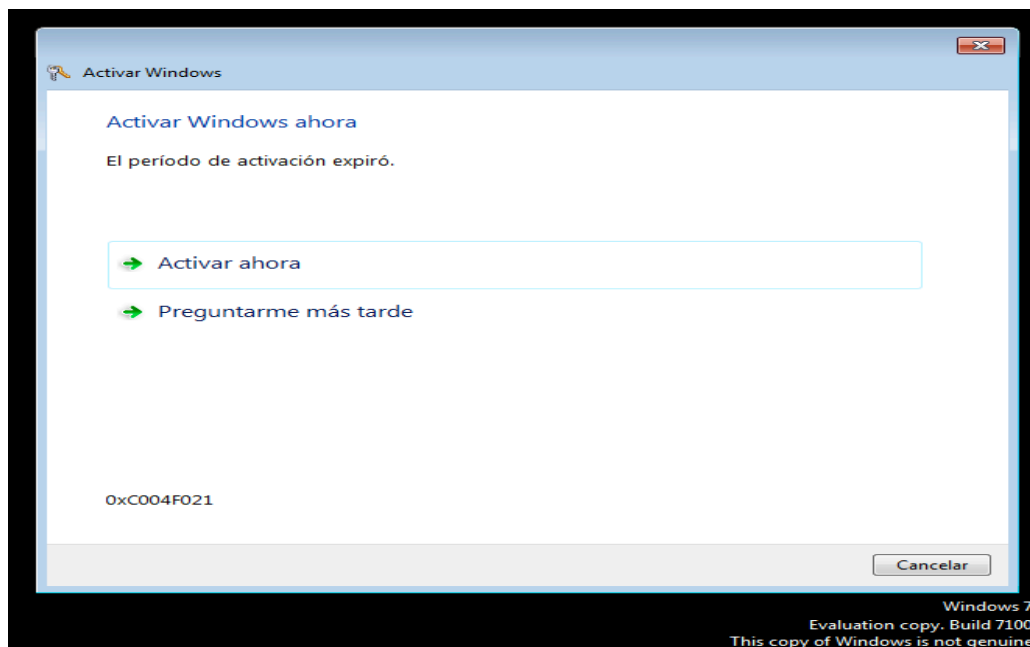 Activar Windows
Activar Windows ahora
El período de activación expiró.
Activar ahora
Preguntarme más tarde
0xC004F021
Cancelar
Windows 7
Evaluation copy. Build 7100
This copy of Windows is not genuine